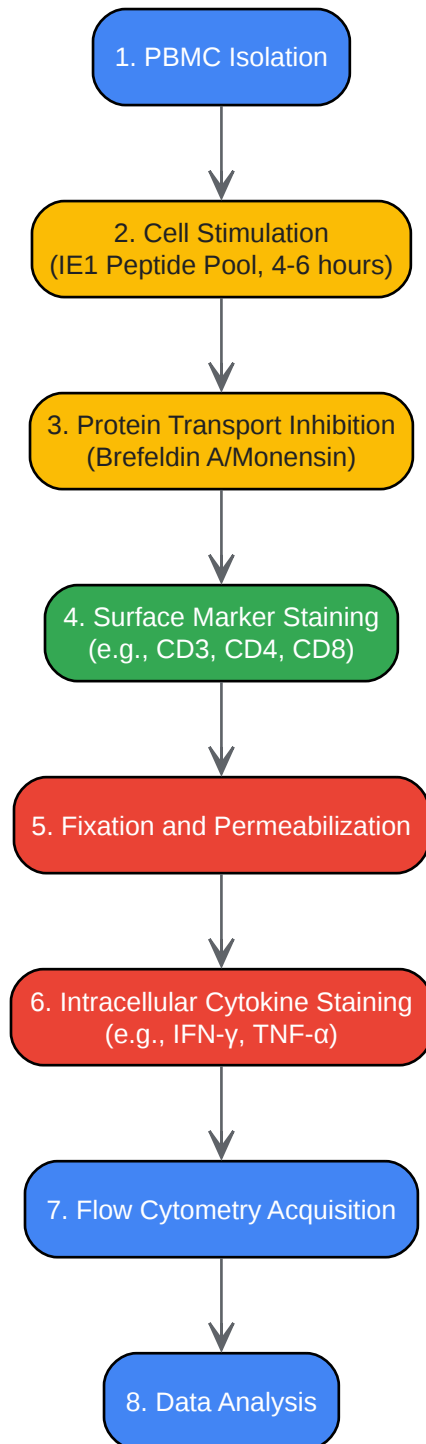 1. PBMC Isolation
2. Cell Stimulation
(IE1 Peptide Pool, 4-6 hours)
3. Protein Transport Inhibition
(Brefeldin A/Monensin)
4. Surface Marker Staining
(e.g., CD3, CD4, CD8)
5. Fixation and Permeabilization
6. Intracellular Cytokine Staining
(e.g., IFN-γ, TNF-α)
7. Flow Cytometry Acquisition
8. Data Analysis